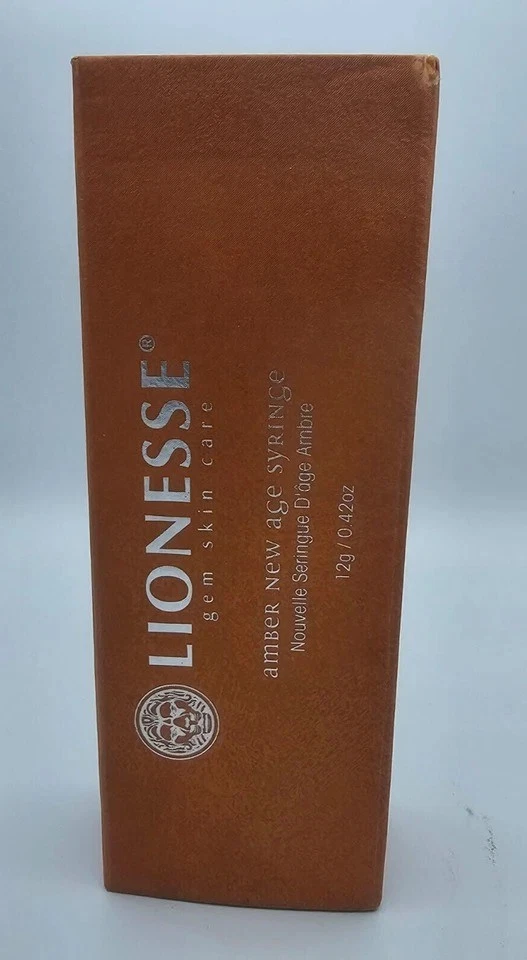 LIONESSE®
gem skin care
amber new age syringe
Nouvelle Seringue D'âge Ambre
12g / 0.42oz